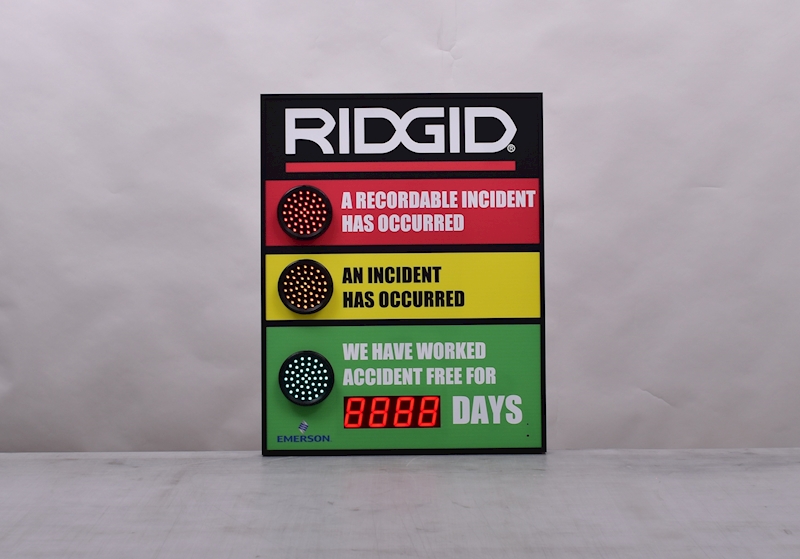 RIDGID®
A RECORDABLE INCIDENT
HAS OCCURRED
AN INCIDENT
HAS OCCURRED
WE HAVE WORKED
ACCIDENT FREE FOR
8888 DAYS
EMERSON